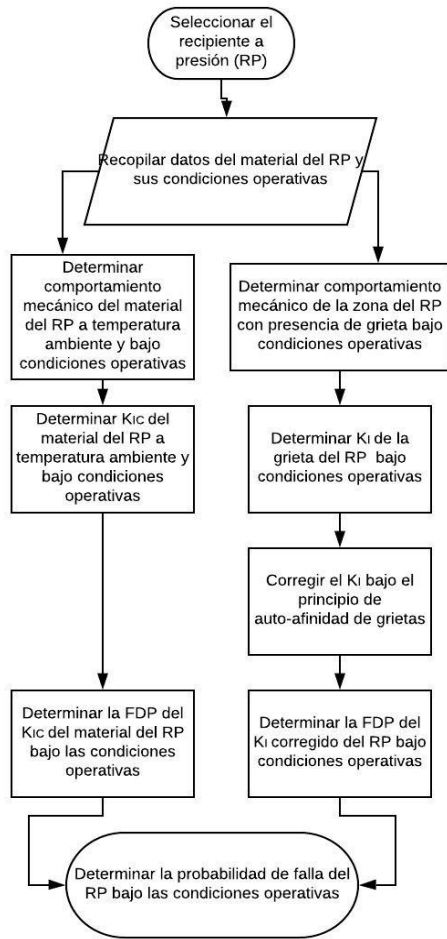 Seleccionar el
recipiente a
presión (RP)
Recopilar datos del material del RP y
sus condiciones operativas
Determinar
comportamiento
mecánico del material
del RP a temperatura
ambiente y bajo
condiciones operativas
Determinar comportamiento
mecánico de la zona del RP
con presencia de grieta bajo
condiciones operativas
Determinar KIC del
material del RP a
temperatura ambiente y
bajo condiciones
operativas
Determinar KI de la
grieta del RP bajo
condiciones operativas
Corregir el KI bajo el
principio de
auto-afinidad de grietas
Determinar la FDP del
KIC del material del RP
bajo las condiciones
operativas
Determinar la FDP del
KI corregido del RP bajo
condiciones operativas
Determinar la probabilidad de falla del
RP bajo las condiciones operativas